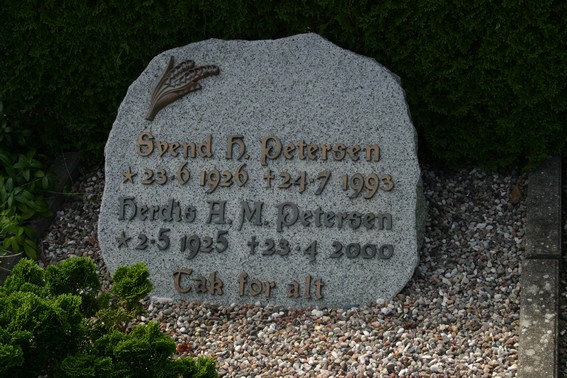 Svend H. Petersen
*23·6 1926 †24·7 1993
Herdis A. M. Petersen
*2·5 1925 †23·4 2000
Tak for alt